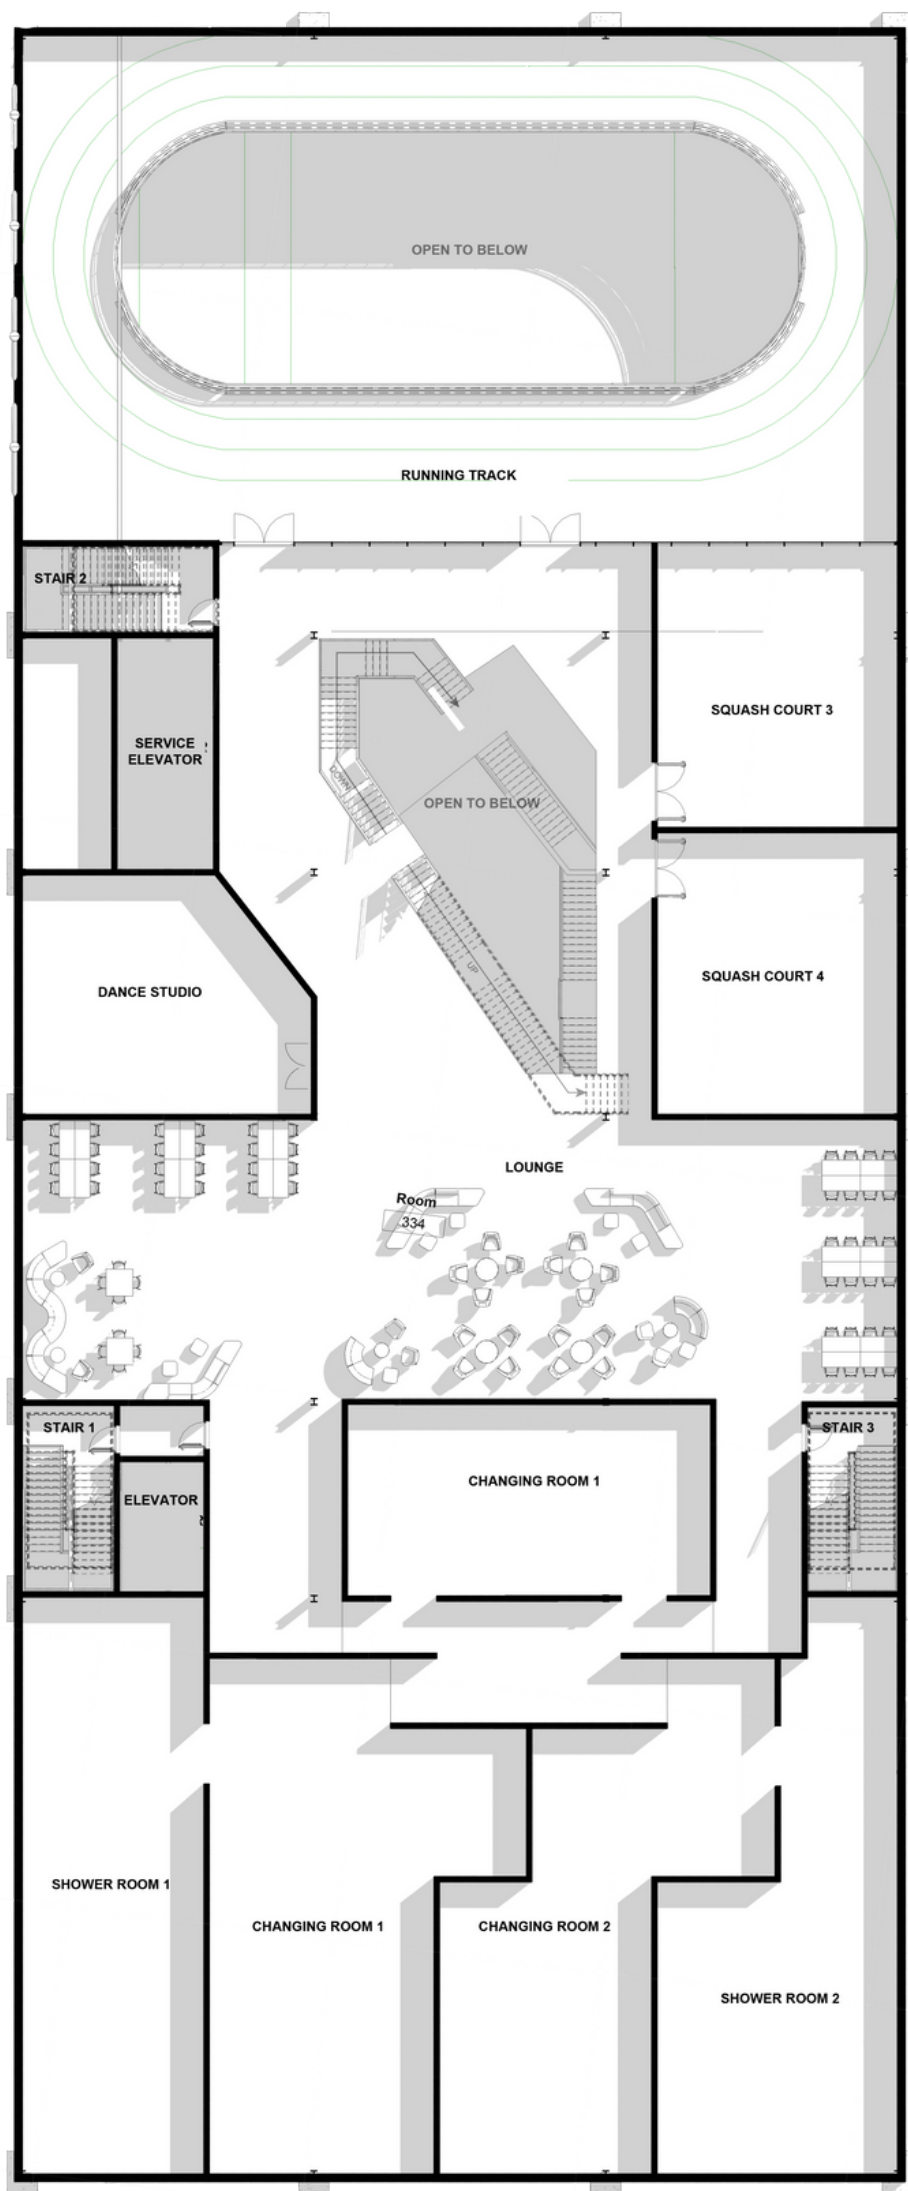 OPEN TO BELOW
RUNNING TRACK
STAIR 2
SQUASH COURT 3
SERVICE
ELEVATOR
DOWN
OPEN TO BELOW
UP
SQUASH COURT 4
DANCE STUDIO
LOUNGE
Room
334
STAIR 1
STAIR 3
CHANGING ROOM 1
ELEVATOR
SHOWER ROOM 1
CHANGING ROOM 1
CHANGING ROOM 2
SHOWER ROOM 2